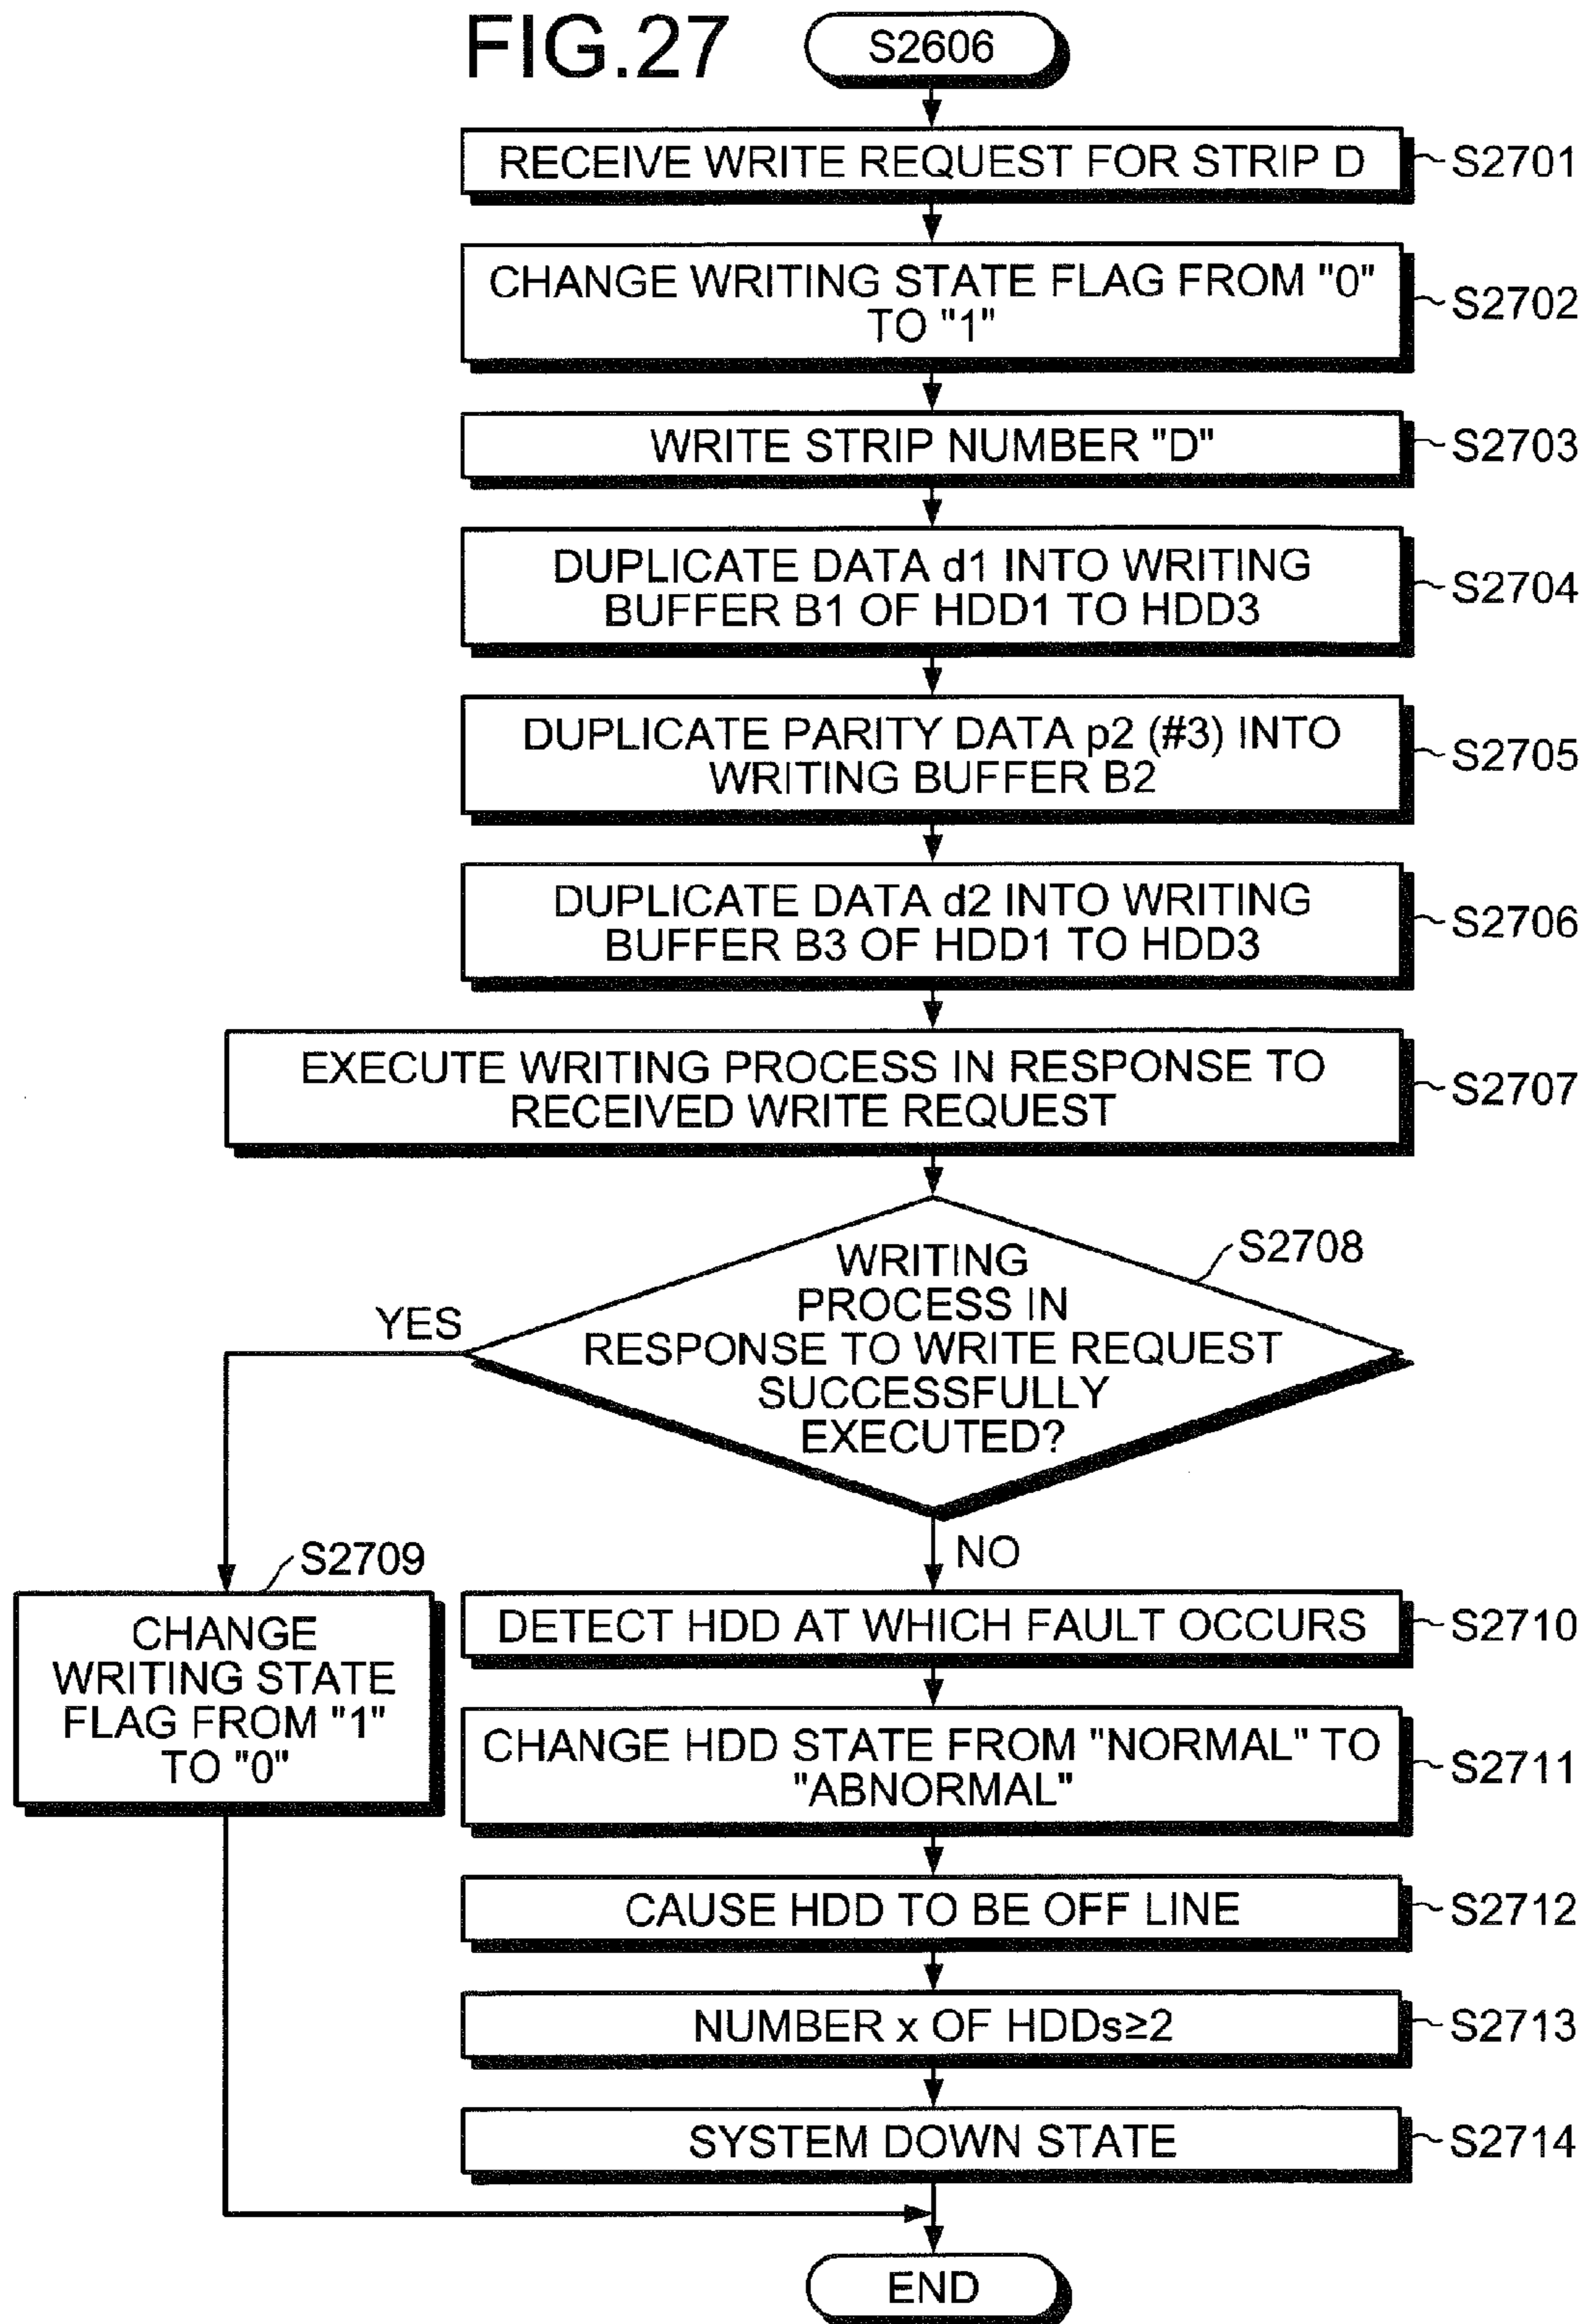 FIG.27
S2606
RECEIVE WRITE REQUEST FOR STRIP D
S2701
CHANGE WRITING STATE FLAG FROM "0"
TO "1"
S2702
WRITE STRIP NUMBER "D"
S2703
DUPLICATE DATA d1 INTO WRITING
BUFFER B1 OF HDD1 TO HDD3
S2704
DUPLICATE PARITY DATA p2 (#3) INTO
WRITING BUFFER B2
S2705
DUPLICATE DATA d2 INTO WRITING
BUFFER B3 OF HDD1 TO HDD3
S2706
EXECUTE WRITING PROCESS IN RESPONSE TO
RECEIVED WRITE REQUEST
S2707
WRITING
PROCESS IN
RESPONSE TO WRITE REQUEST
SUCCESSFULLY
EXECUTED?
S2708
YES
NO
S2709
CHANGE
WRITING STATE
FLAG FROM "1"
TO "0"
DETECT HDD AT WHICH FAULT OCCURS
S2710
CHANGE HDD STATE FROM "NORMAL" TO
"ABNORMAL"
S2711
CAUSE HDD TO BE OFF LINE
S2712
NUMBER x OF HDDs≥2
S2713
SYSTEM DOWN STATE
S2714
END